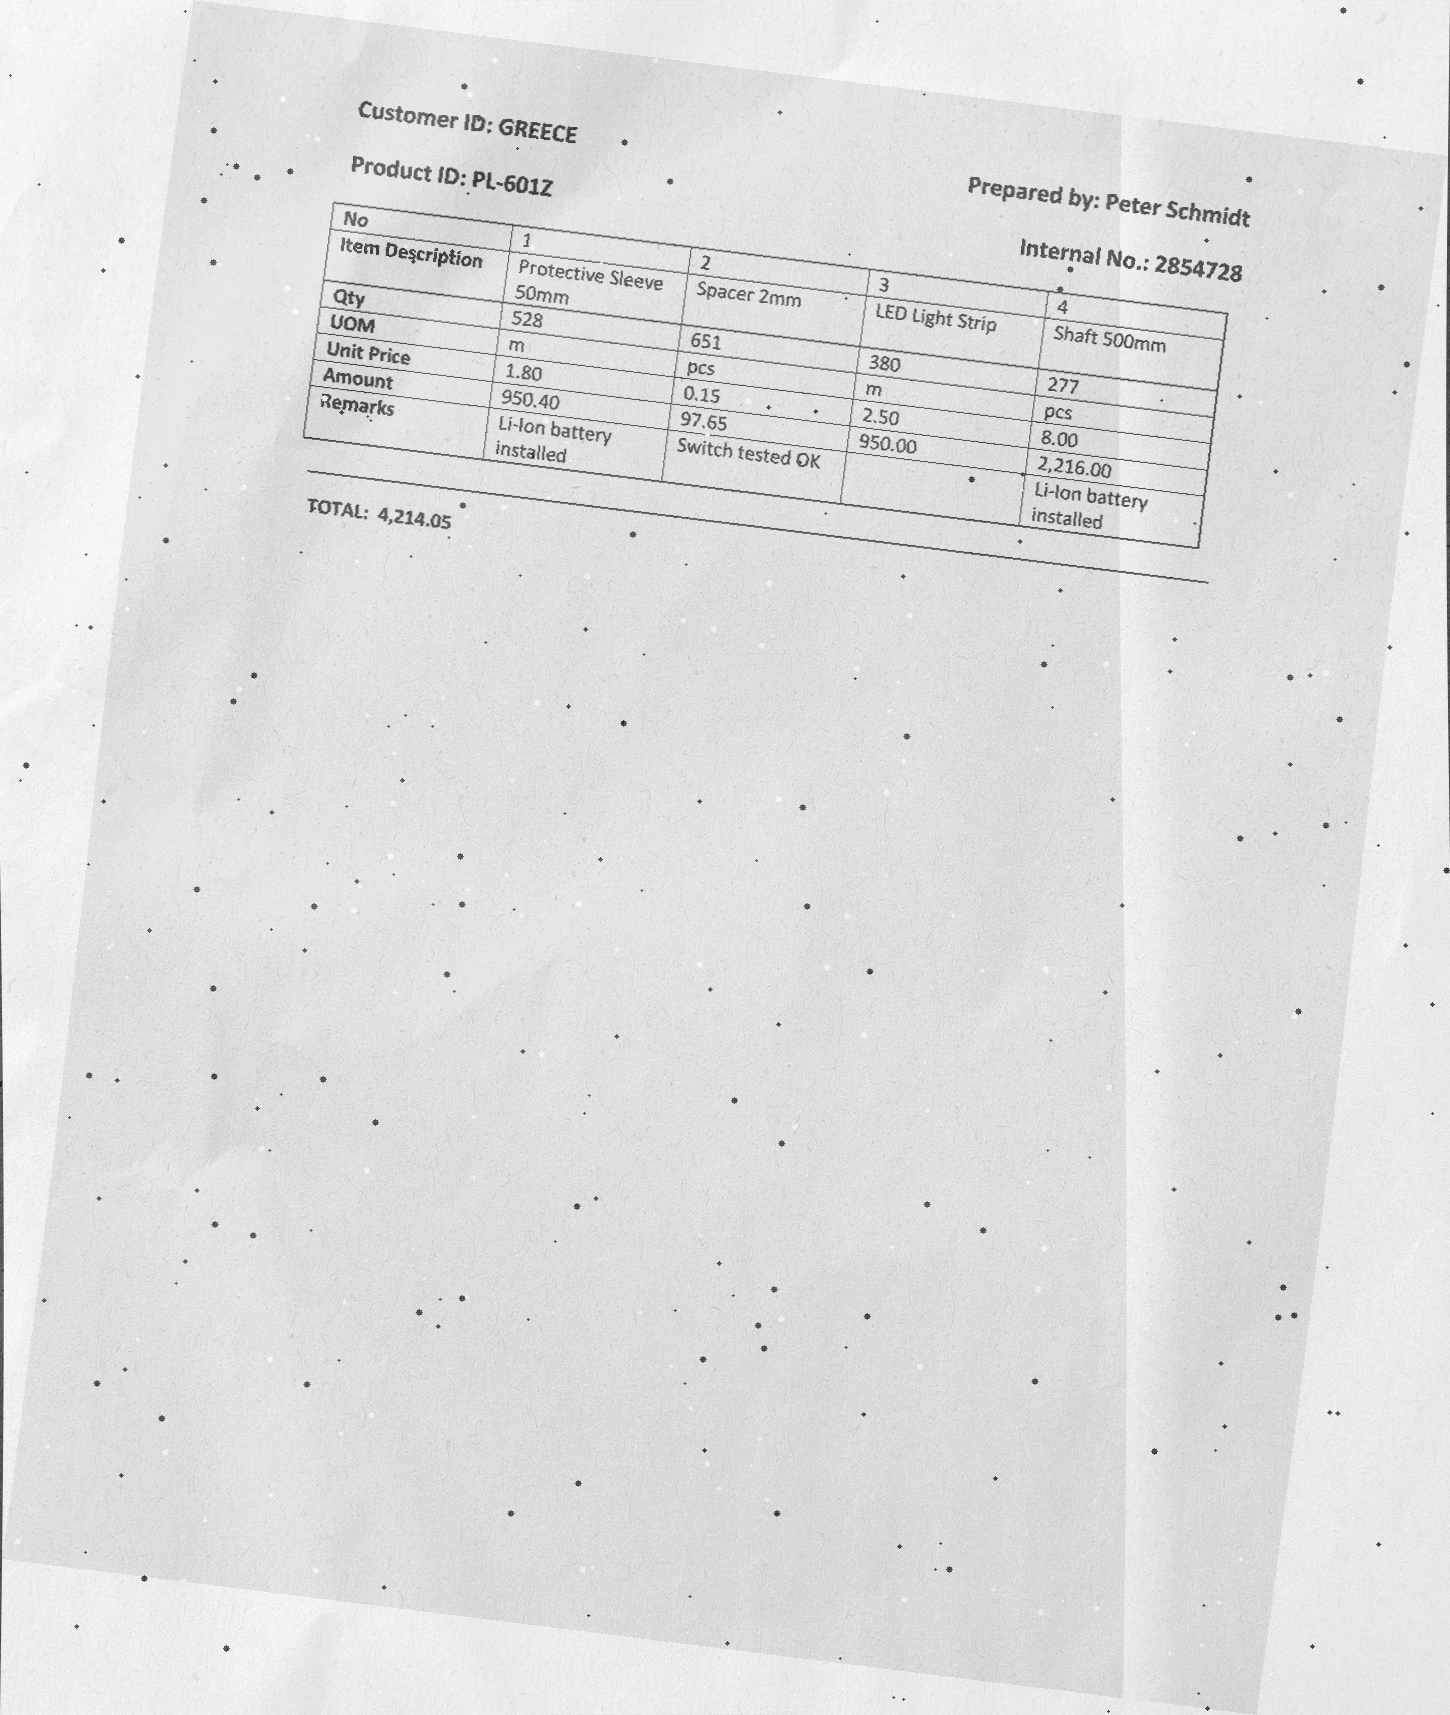 Customer ID: GREECE
Product ID: PL-601Z
Prepared by: Peter Schmidt
Internal No.: 2854728
No 1 2 3 4
Item Description Protective Sleeve 50mm Spacer 2mm LED Light Strip Shaft 500mm
Qty 528 651 380 277
UOM m pcs m pcs
Unit Price 1.80 0.15 2.50 8.00
Amount 950.40 97.65 950.00 2,216.00
Remarks Li-Ion battery installed Switch tested OK Li-Ion battery installed
TOTAL: 4,214.05